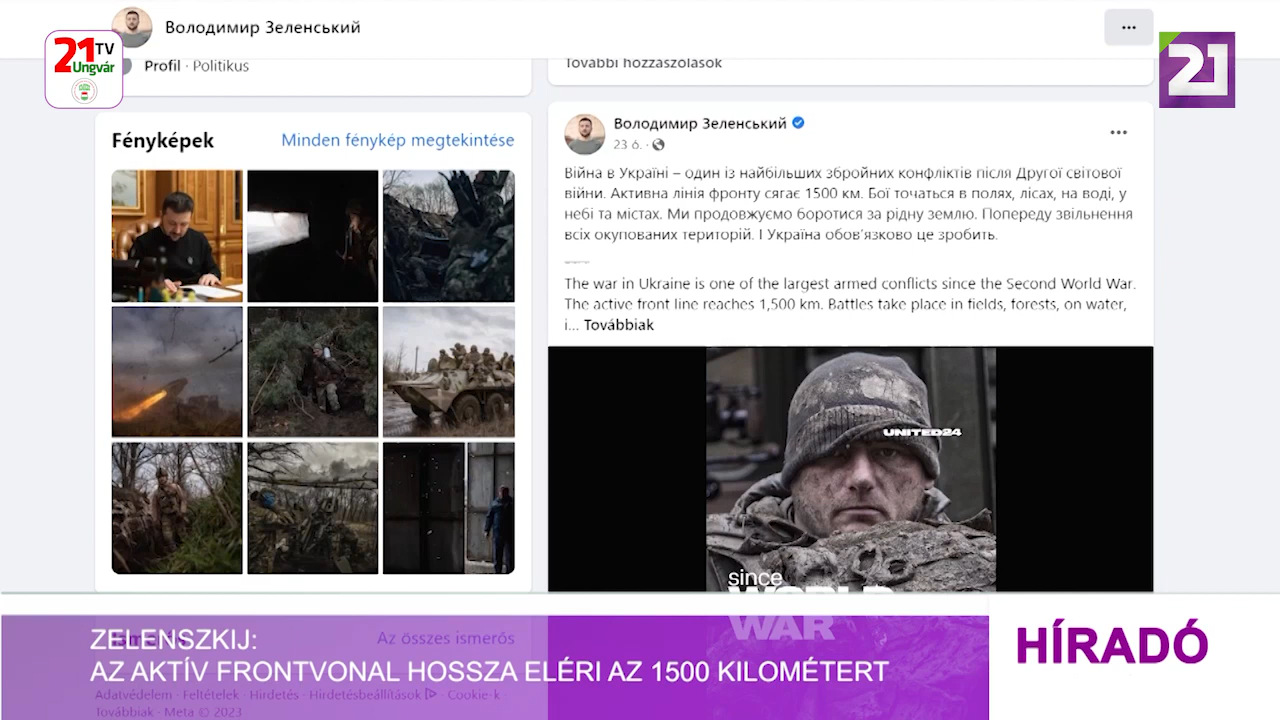 Володимир Зеленський
...
21 TV
Ungvár
21
Profil · Politikus
További hozzászólások
Fényképek
Minden fénykép megtekintése
Володимир Зеленський
23 ó. ·
Війна в Україні – один із найбільших збройних конфліктів після Другої світової
війни. Активна лінія фронту сягає 1500 км. Бої точаться в полях, лісах, на воді, у
небі та містах. Ми продовжуємо боротися за рідну землю. Попереду звільнення
всіх окупованих територій. І Україна обов'язково це зробить.
The war in Ukraine is one of the largest armed conflicts since the Second World War.
The active front line reaches 1,500 km. Battles take place in fields, forests, on water,
i... Továbbiak
UNITED24
since
WORLD
WAR
ZELENSZKIJ:
Az összes ismerős
AZ AKTÍV FRONTVONAL HOSSZA ELÉRI AZ 1500 KILOMÉTERT
HÍRADÓ
Adatvédelem · Feltételek · Hirdetés · Hirdetésbeállítások · Cookie-k ·
Továbbiak · Meta © 2023